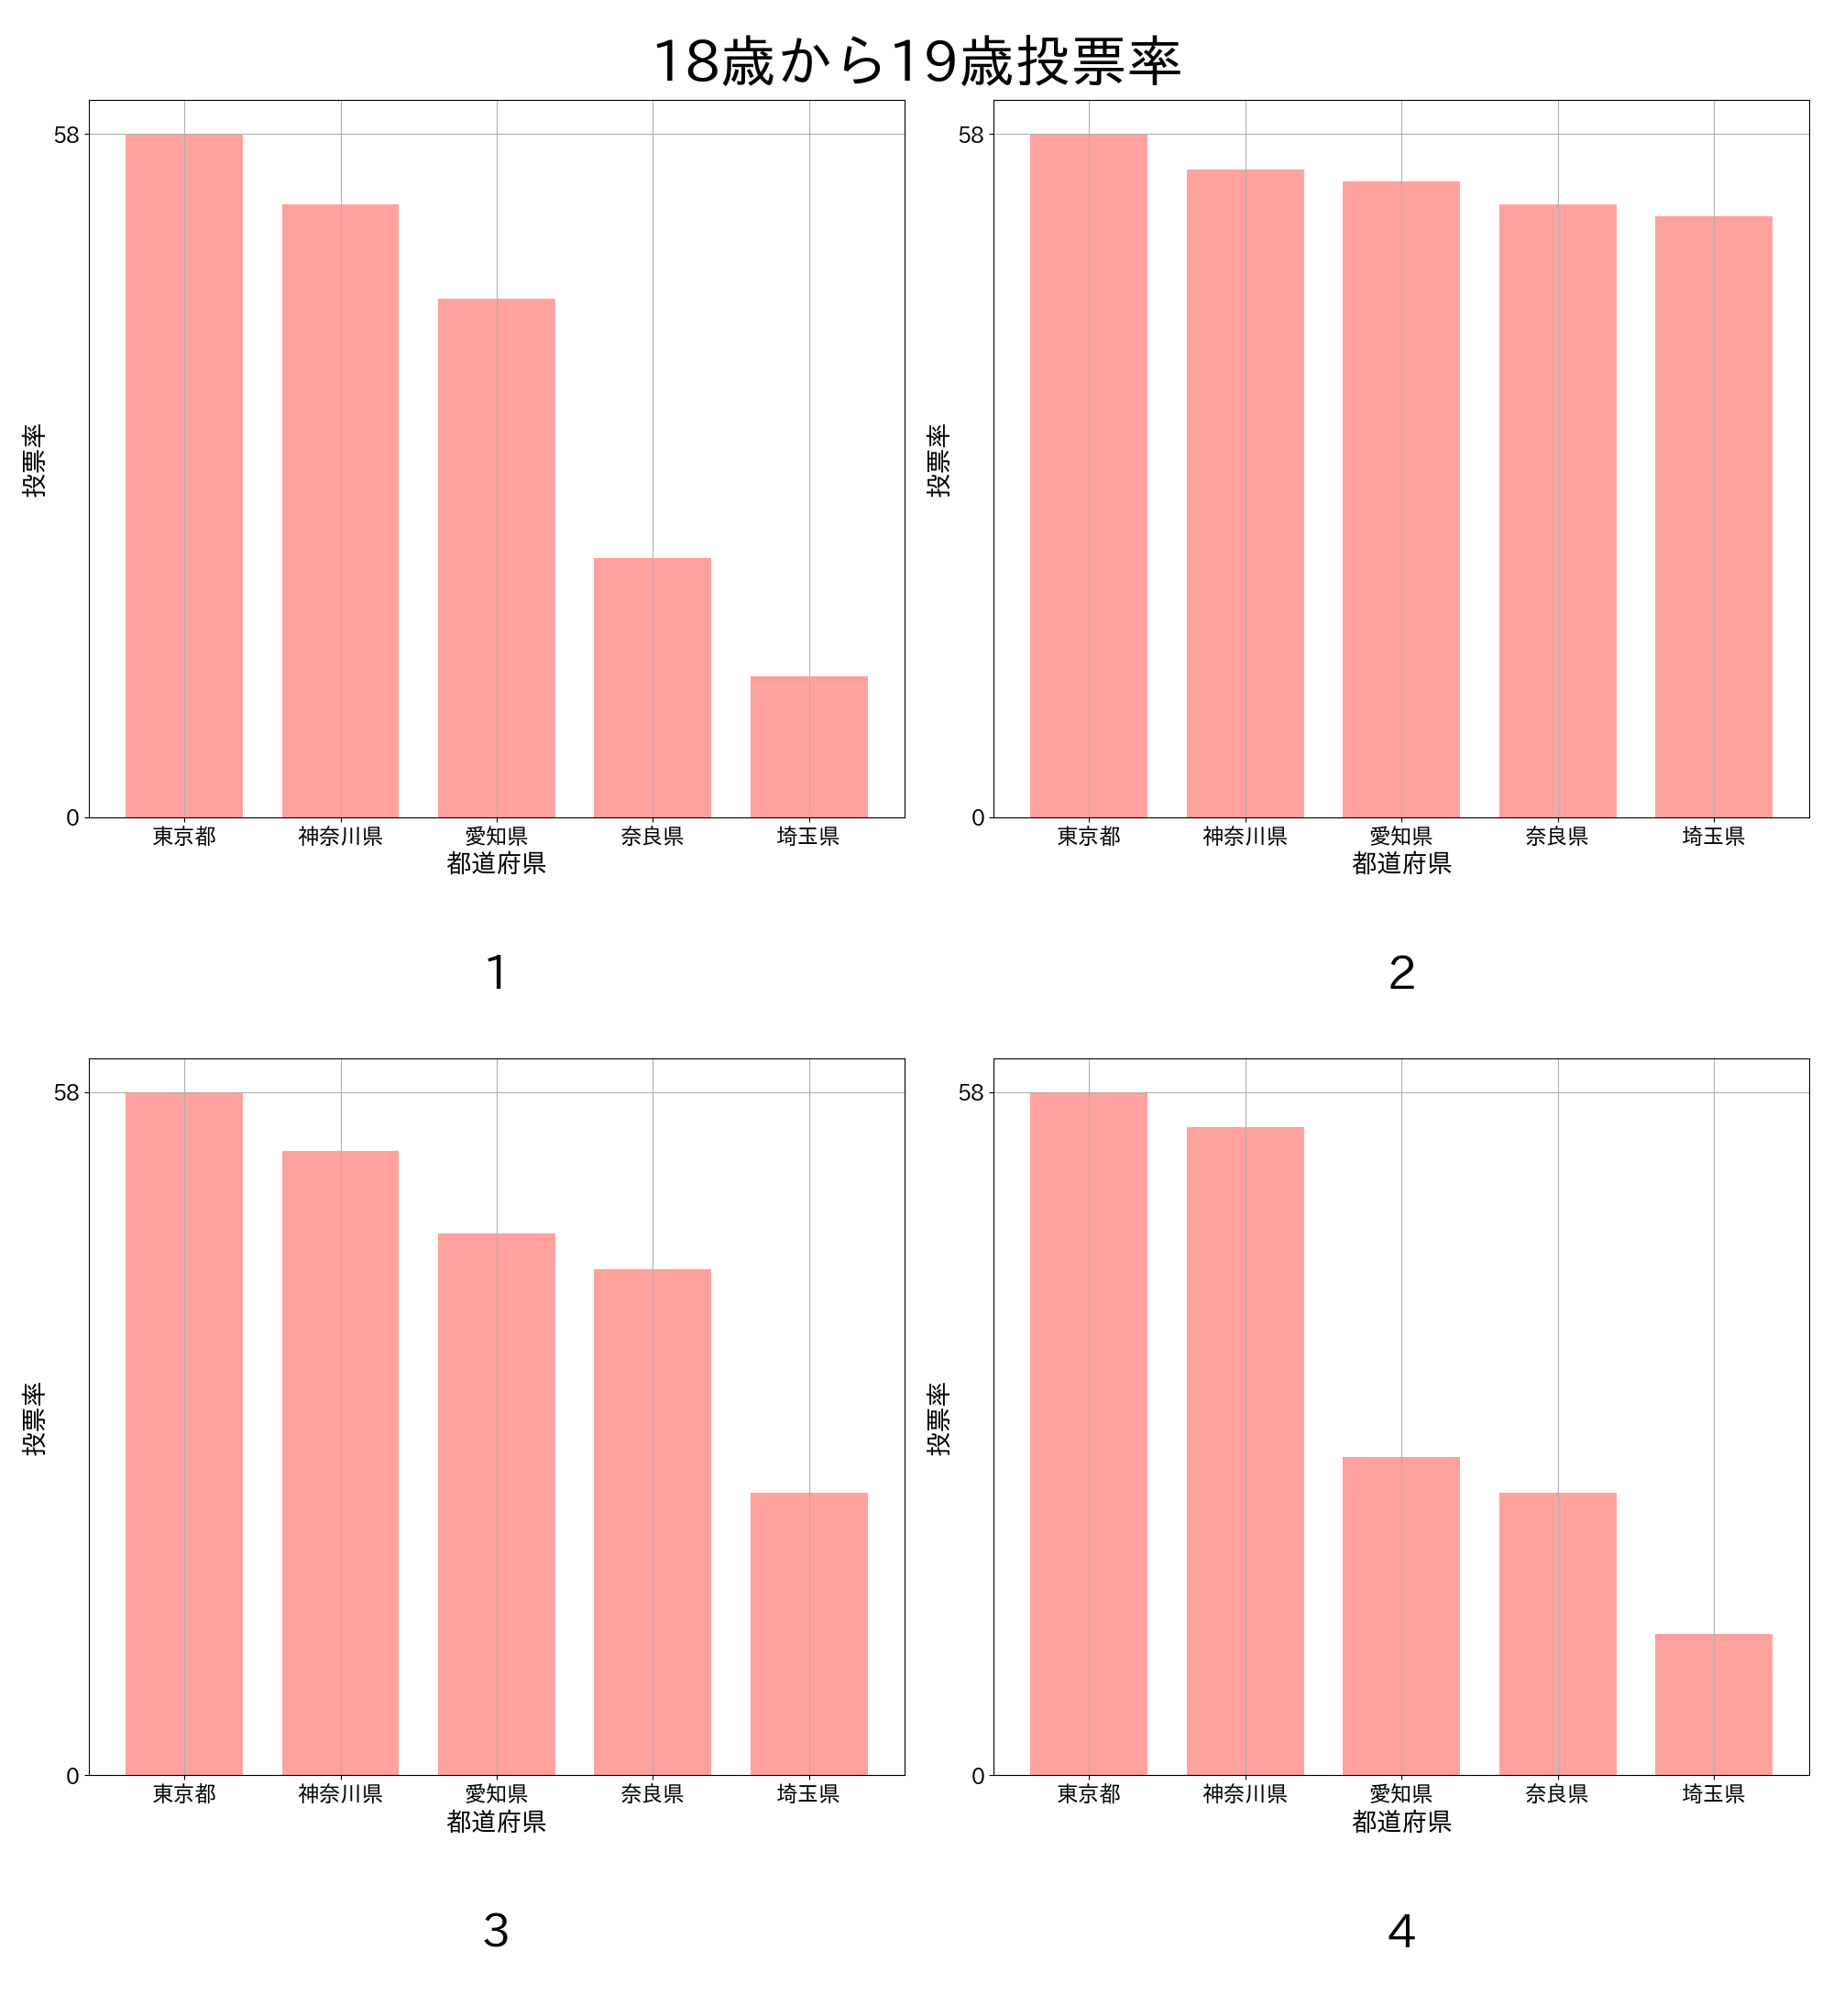 18歳から19歳投票率
58
0
投票率
東京都 神奈川県 愛知県 奈良県 埼玉県
都道府県
1
58
0
投票率
東京都 神奈川県 愛知県 奈良県 埼玉県
都道府県
2
58
0
投票率
東京都 神奈川県 愛知県 奈良県 埼玉県
都道府県
3
58
0
投票率
東京都 神奈川県 愛知県 奈良県 埼玉県
都道府県
4